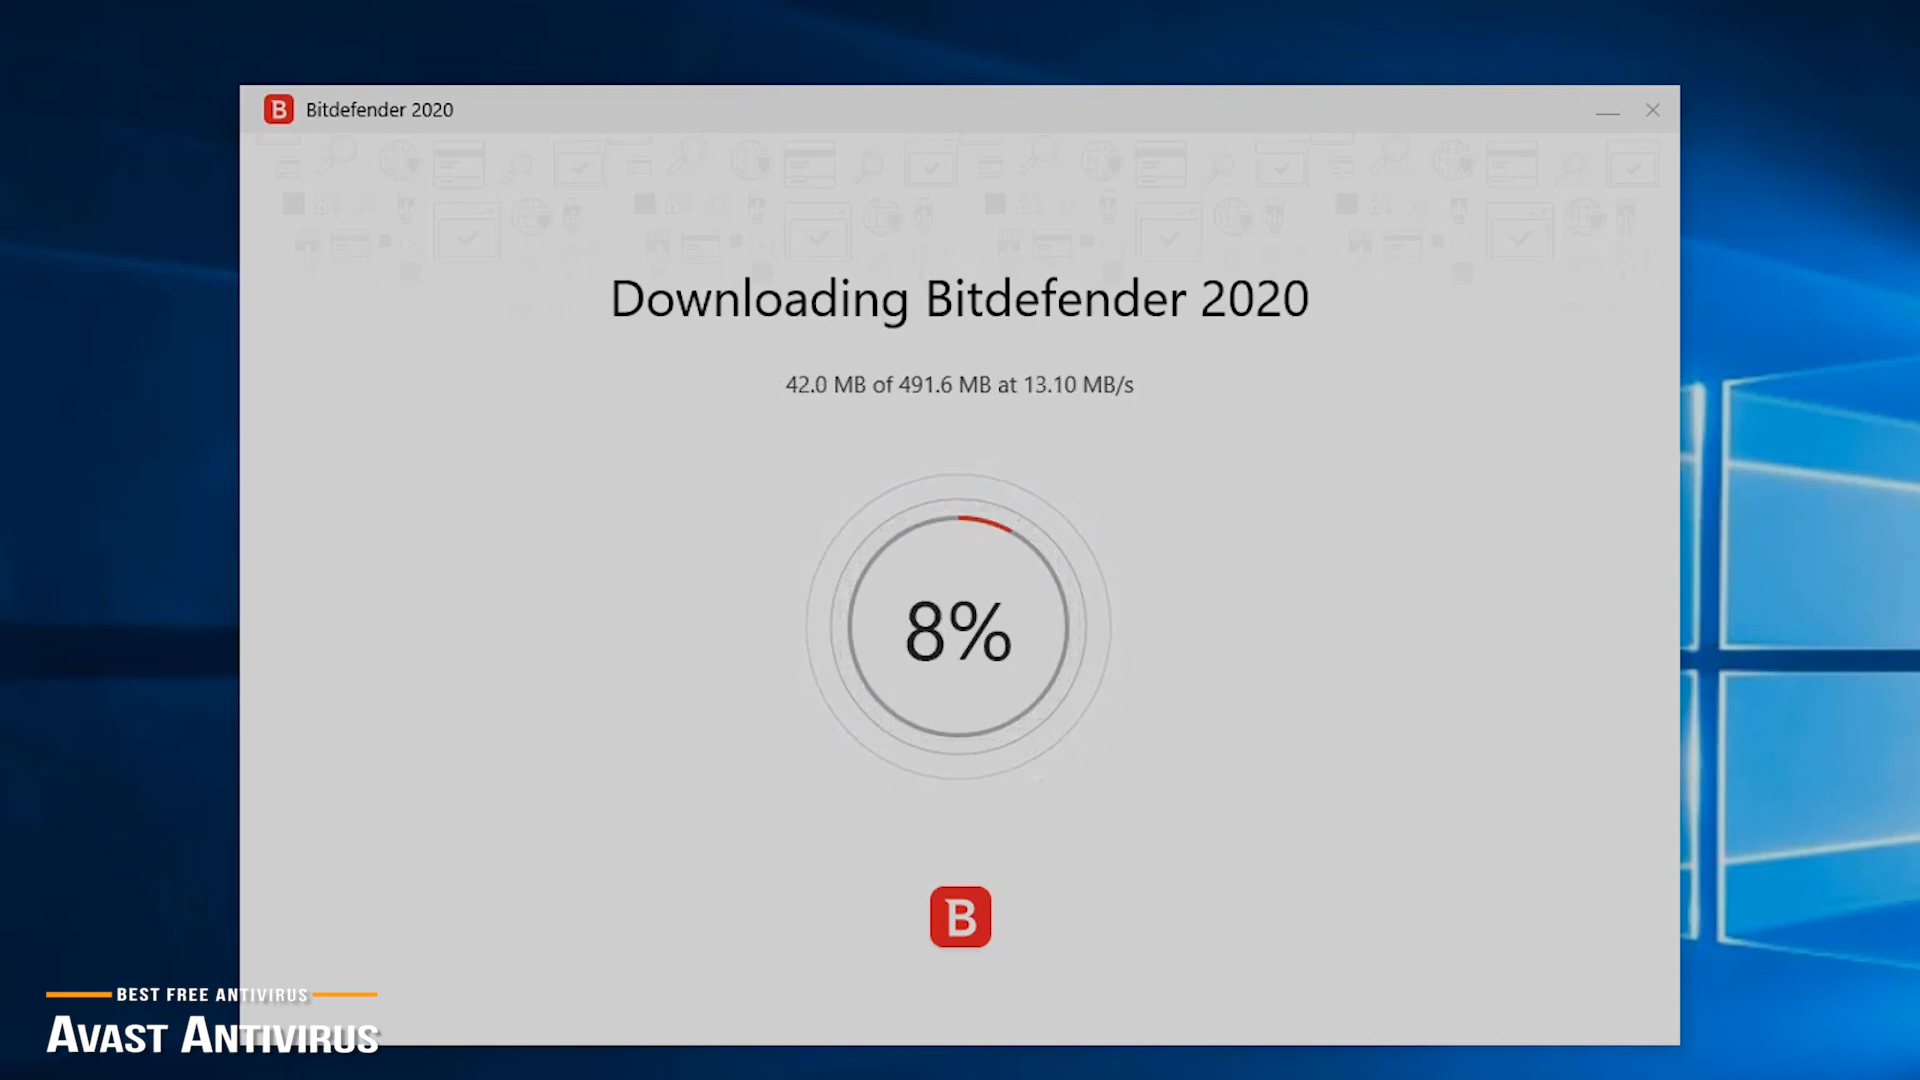 B Bitdefender 2020
Downloading Bitdefender 2020
42.0 MB of 491.6 MB at 13.10 MB/s
8%
B
BEST FREE ANTIVIRUS
AVAST ANTIVIRUS